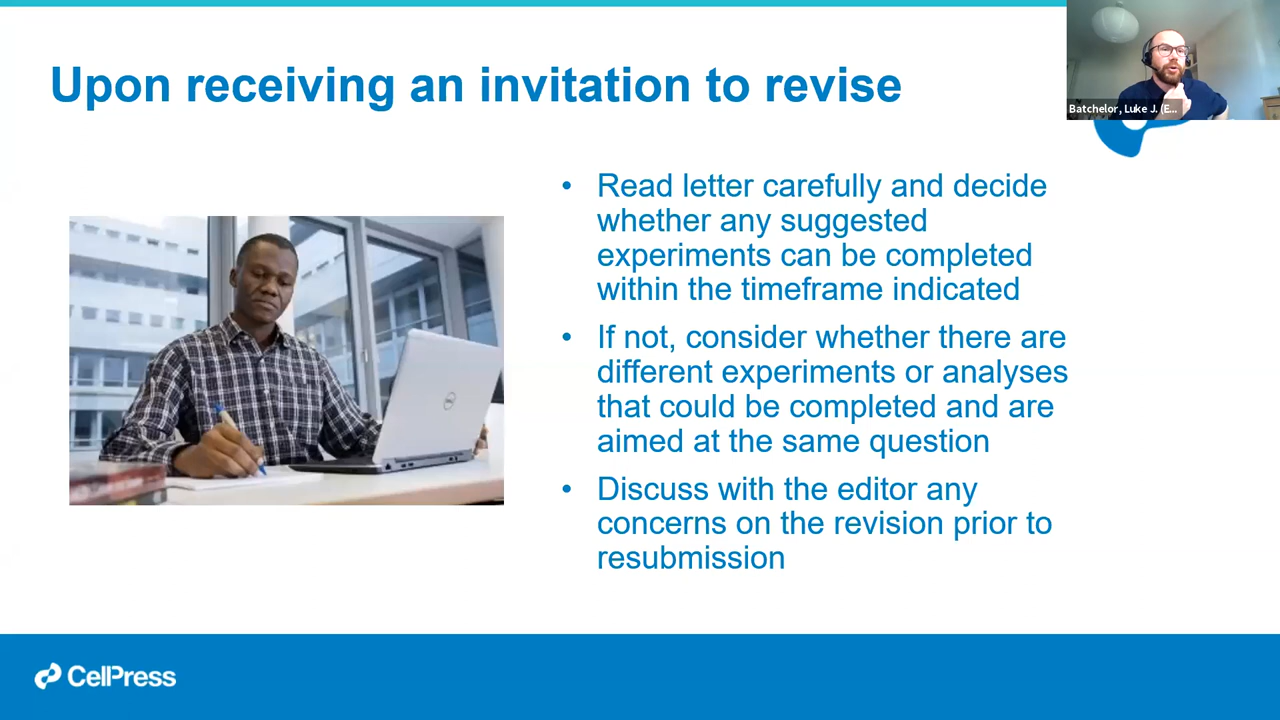 Upon receiving an invitation to revise
Batchelor, Luke J. (E...
• Read letter carefully and decide
whether any suggested
experiments can be completed
within the timeframe indicated
• If not, consider whether there are
different experiments or analyses
that could be completed and are
aimed at the same question
• Discuss with the editor any
concerns on the revision prior to
resubmission
DELL
CellPress